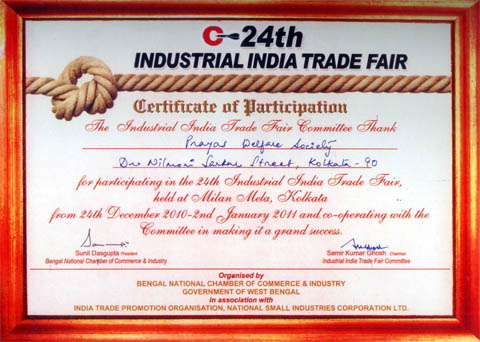 24th
INDUSTRIAL INDIA TRADE FAIR
Certificate of Participation
The Industrial India Trade Fair Committee Thank
Prayas Welfare Society
Dr. Nilmoni Sarkar Street, Kolkata - 90
for participating in the 24th Industrial India Trade Fair,
held at Milan Mela, Kolkata
from 24th December 2010-2nd January 2011 and co-operating with the
Committee in making it a grand success.
Sunil Dasgupta President
Bengal National Chamber of Commerce & Industry
Samir Kumar Ghosh Chairman
Industrial India Trade Fair Committee
Organised by
BENGAL NATIONAL CHAMBER OF COMMERCE & INDUSTRY
GOVERNMENT OF WEST BENGAL
In association with
INDIA TRADE PROMOTION ORGANISATION, NATIONAL SMALL INDUSTRIES CORPORATION LTD.